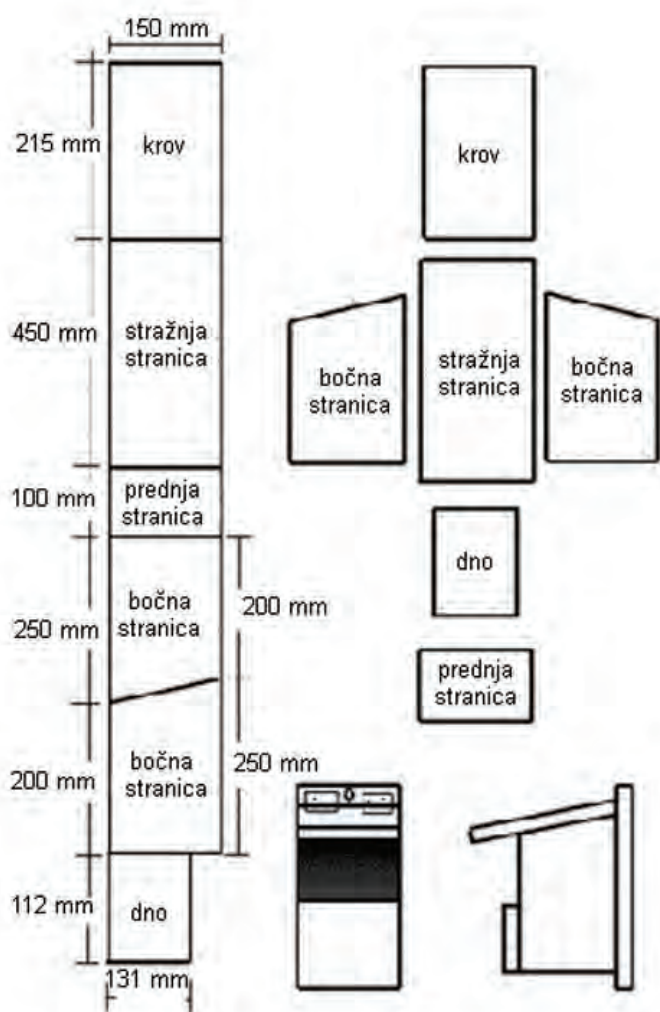 150 mm
215 mm
krov
450 mm
stražnja
stranica
100 mm
prednja
stranica
250 mm
bočna
stranica
200 mm
200 mm
bočna
stranica
250 mm
112 mm
dno
131 mm
krov
bočna
stranica
stražnja
stranica
bočna
stranica
dno
prednja
stranica